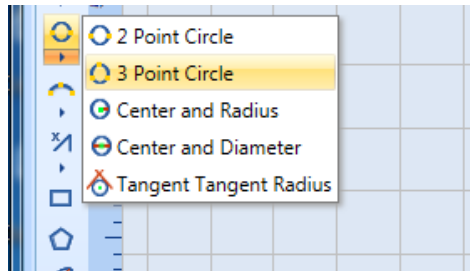 2 Point Circle
3 Point Circle
Center and Radius
Center and Diameter
Tangent Tangent Radius